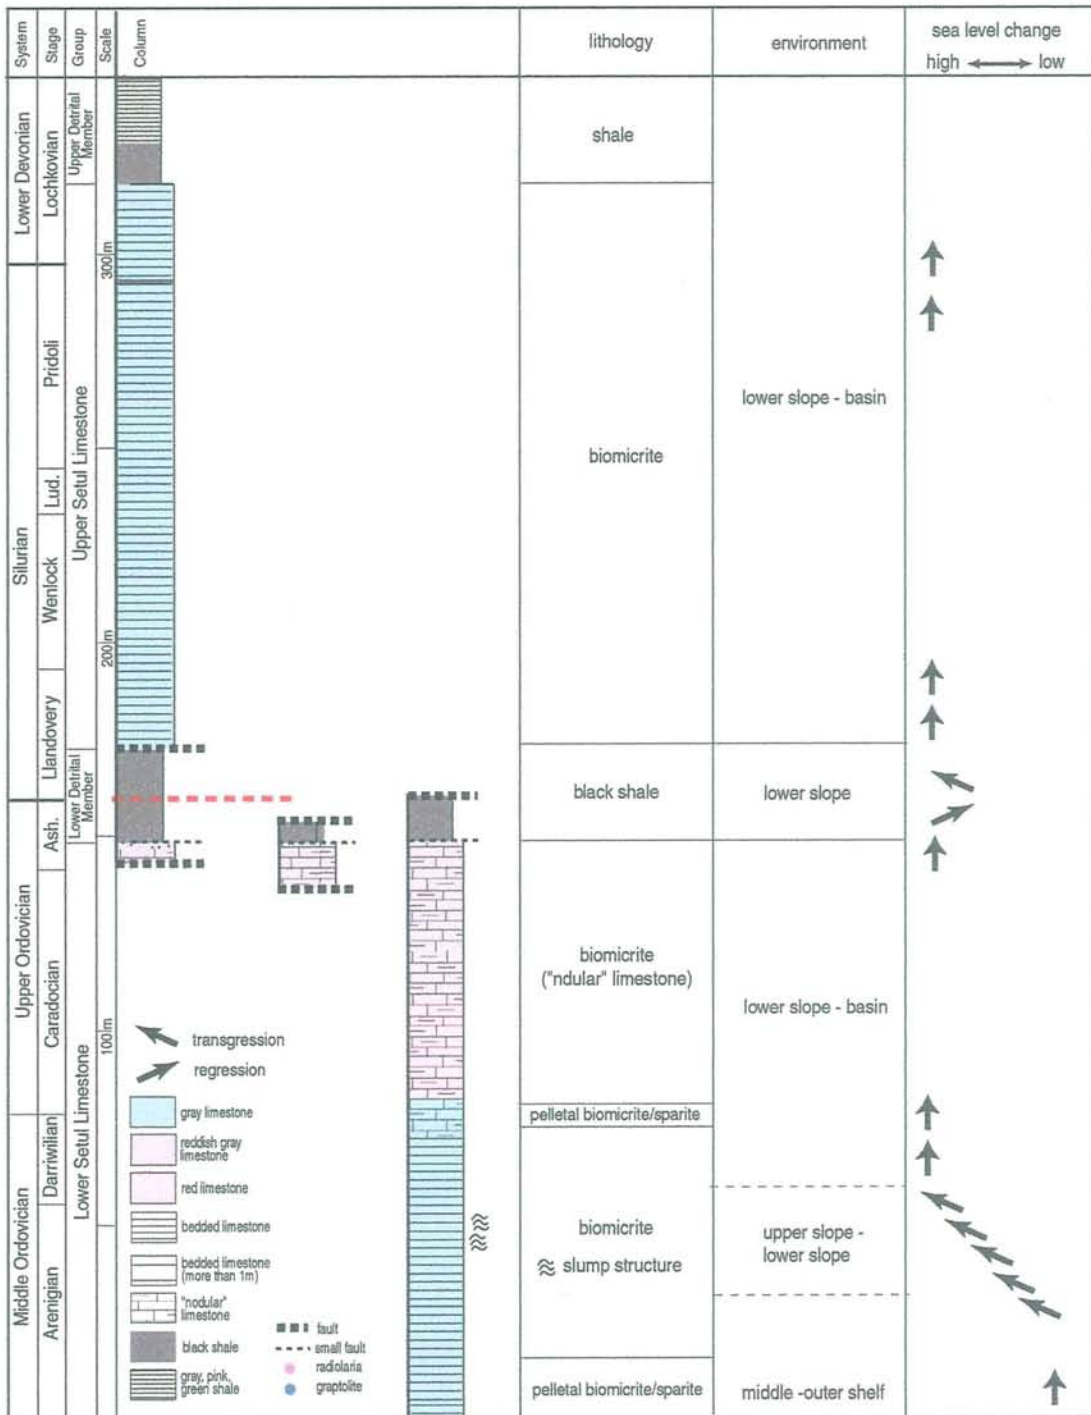 System
Stage
Group
Scale
Column
lithology
environment
sea level change
high low
Lower Devonian
Lochkovian
Upper Detrital
Member
shale
300 m
Silurian
Pridoli
Lud.
Wenlock
Llandovery
Upper Setul Limestone
200 m
biomicrite
lower slope - basin
Lower Detrital
Member
black shale
lower slope
Upper Ordovician
Ash.
Caradocian
biomicrite
("ndular" limestone)
lower slope - basin
100 m
Lower Setul Limestone
transgression
regression
gray limestone
reddish gray
limestone
red limestone
bedded limestone
bedded limestone
(more than 1m)
"nodular"
limestone
black shale
gray, pink,
green shale
fault
small fault
radiolaria
graptolite
Middle Ordovician
Darriwilian
Arenigian
pelletal biomicrite/sparite
biomicrite
slump structure
upper slope -
lower slope
pelletal biomicrite/sparite
middle -outer shelf